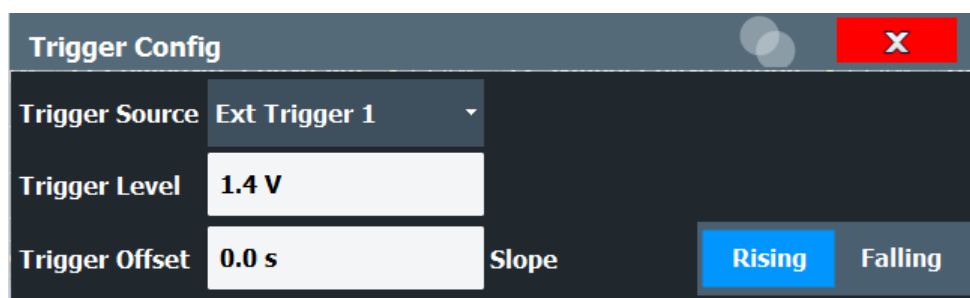 Trigger Config X
Trigger Source Ext Trigger 1
Trigger Level 1.4 V
Trigger Offset 0.0 s Slope Rising Falling